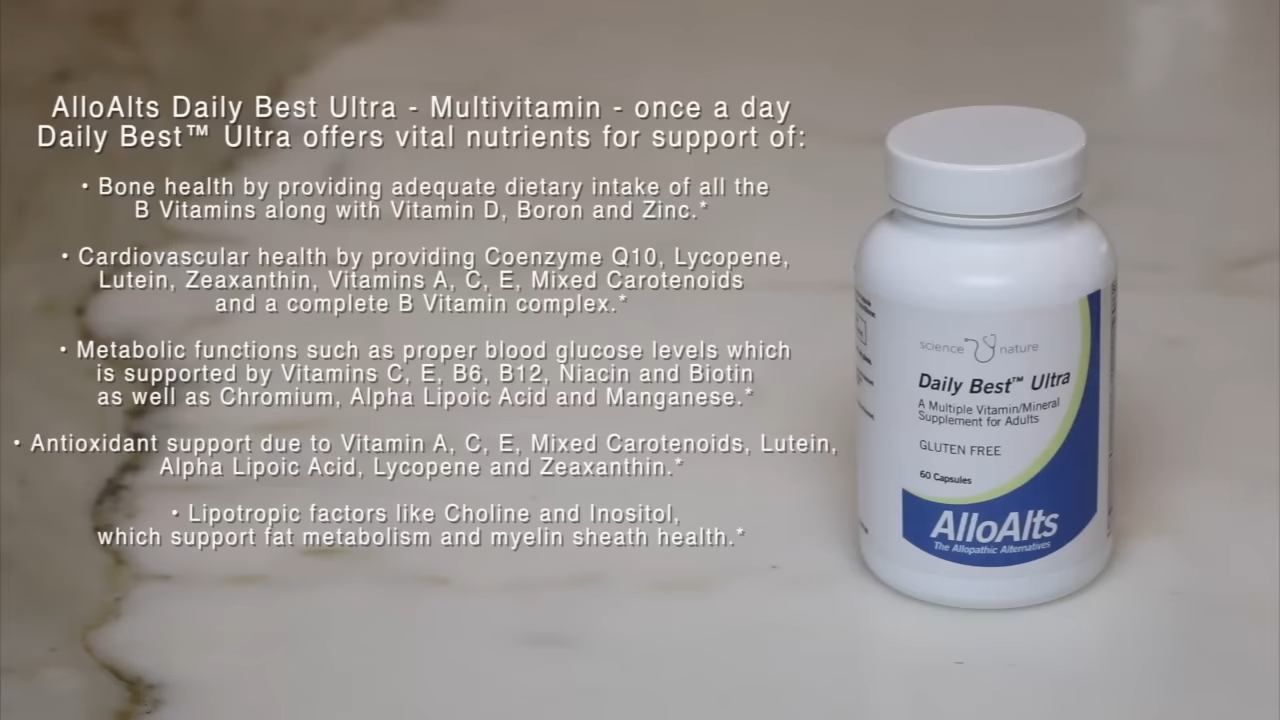 AlloAlts Daily Best Ultra - Multivitamin - once a day
Daily Best™ Ultra offers vital nutrients for support of:
• Bone health by providing adequate dietary intake of all the
B Vitamins along with Vitamin D, Boron and Zinc.*
• Cardiovascular health by providing Coenzyme Q10, Lycopene,
Lutein, Zeaxanthin, Vitamins A, C, E, Mixed Carotenoids
and a complete B Vitamin complex.*
• Metabolic functions such as proper blood glucose levels which
is supported by Vitamins C, E, B6, B12, Niacin and Biotin
as well as Chromium, Alpha Lipoic Acid and Manganese.*
• Antioxidant support due to Vitamin A, C, E, Mixed Carotenoids, Lutein,
Alpha Lipoic Acid, Lycopene and Zeaxanthin.*
• Lipotropic factors like Choline and Inositol,
which support fat metabolism and myelin sheath health.*
science nature
Daily Best™ Ultra
A Multiple Vitamin/Mineral
Supplement for Adults
GLUTEN FREE
60 Capsules
AlloAlts
The Allopathic Alternatives